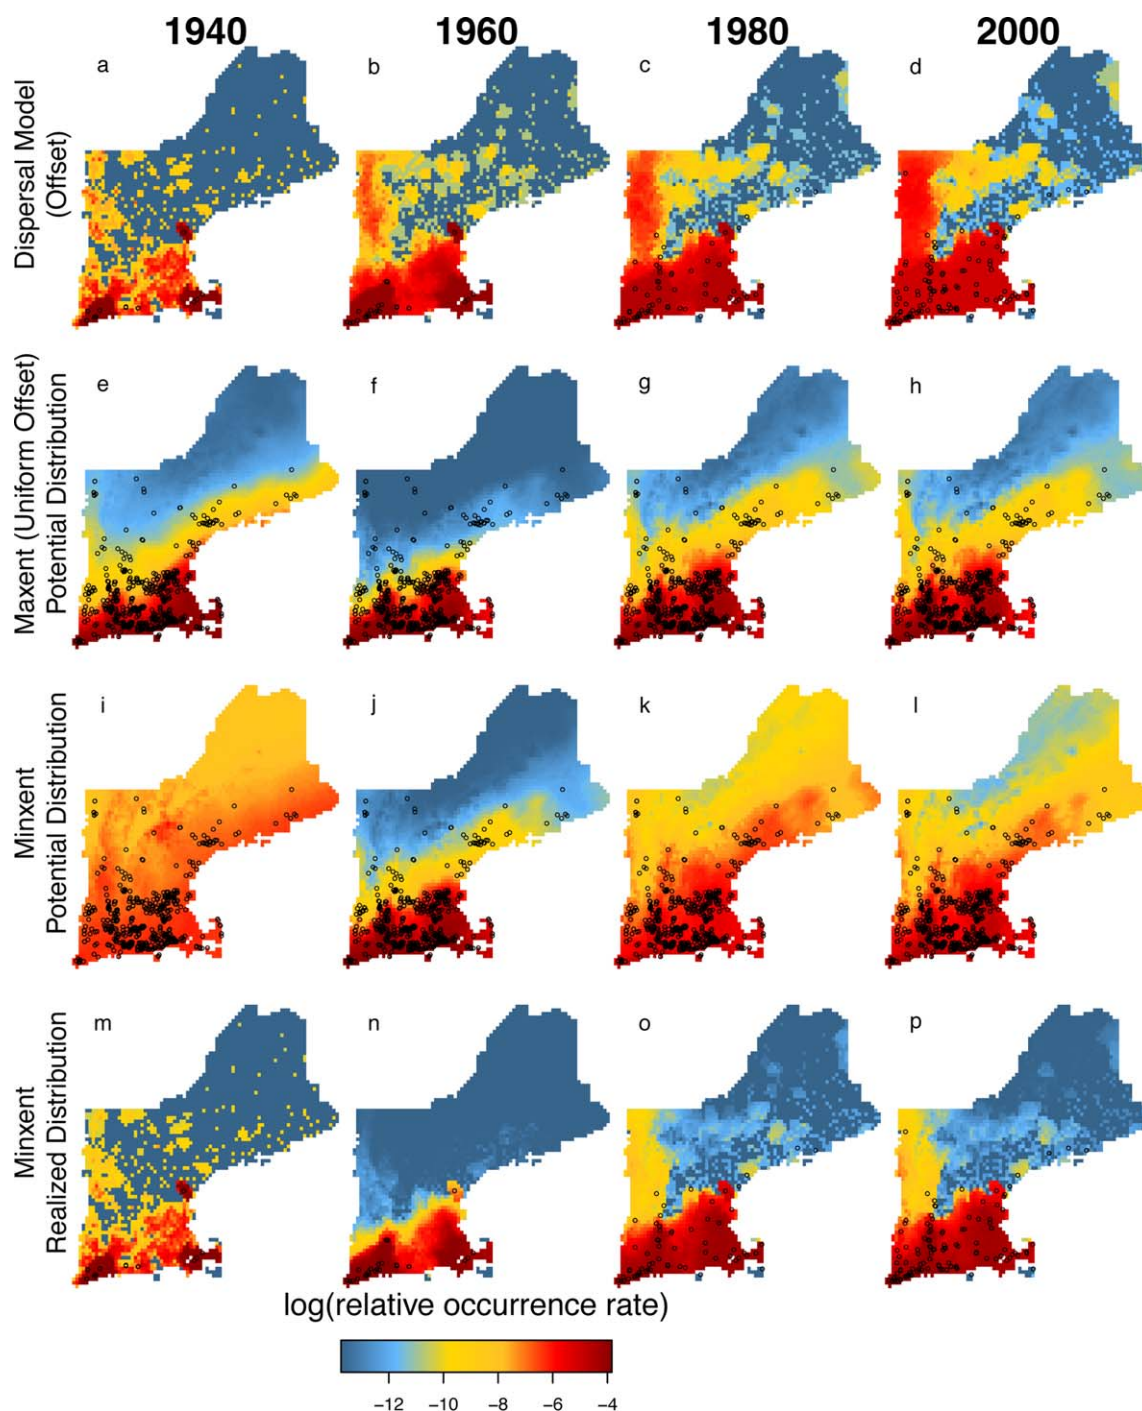 1940 1960 1980 2000
Dispersal Model
(Offset)
a b c d
Maxent (Uniform Offset)
Potential Distribution
e f g h
Minxent
Potential Distribution
i j k l
Minxent
Realized Distribution
m n o p
log(relative occurrence rate)
−12 −10 −8 −6 −4